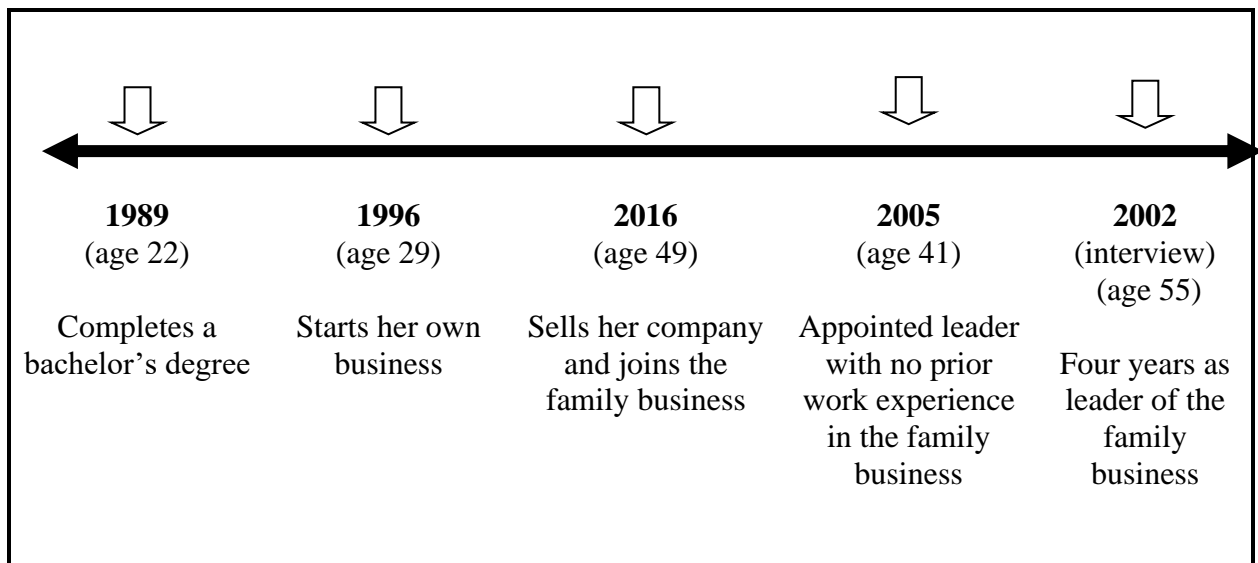 1989
(age 22)
Completes a
bachelor’s degree
1996
(age 29)
Starts her own
business
2016
(age 49)
Sells her company
and joins the
family business
2005
(age 41)
Appointed leader
with no prior
work experience
in the family
business
2002
(interview)
(age 55)
Four years as
leader of the
family
business